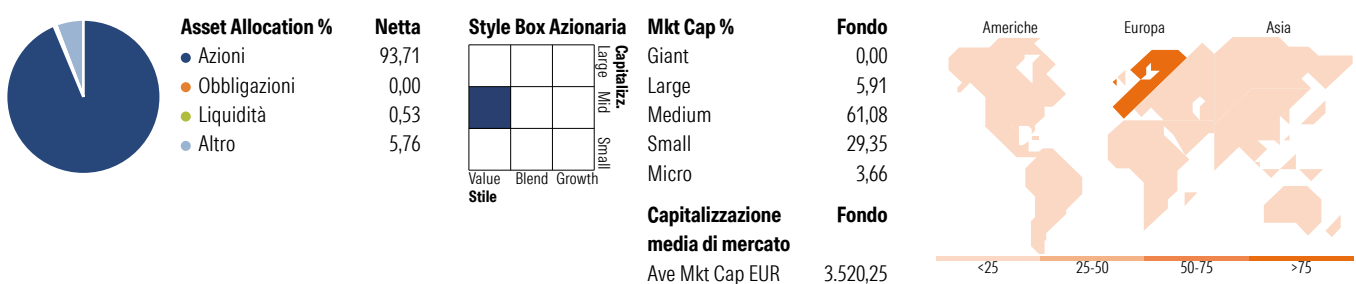 Asset Allocation % Netta
Azioni 93,71
Obbligazioni 0,00
Liquidità 0,53
Altro 5,76
Style Box Azionaria
Capitalizz.
Large Mid Small
Value Blend Growth
Stile
Mkt Cap % Fondo
Giant 0,00
Large 5,91
Medium 61,08
Small 29,35
Micro 3,66
Capitalizzazione Fondo
media di mercato
Ave Mkt Cap EUR 3.520,25
Americhe Europa Asia
<25 25-50 50-75 >75